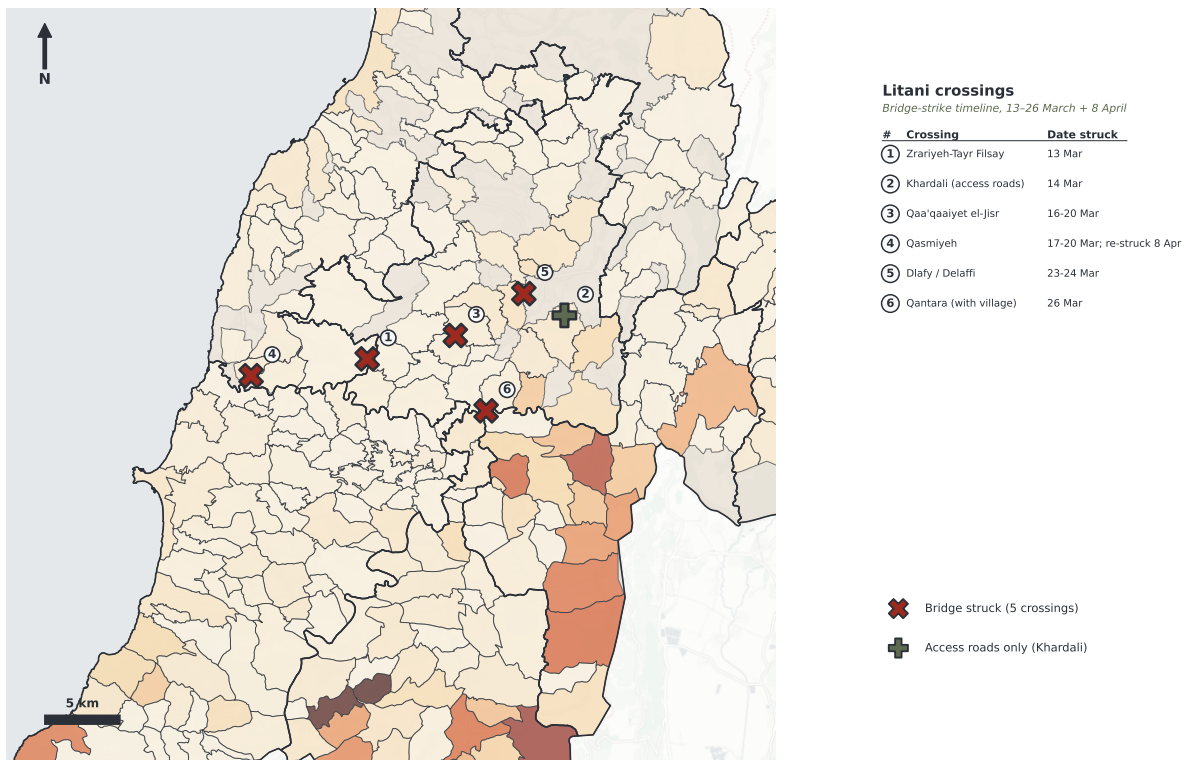 N
5
2
3
1
4
6
5 km
Litani crossings
Bridge-strike timeline, 13–26 March + 8 April
# Crossing Date struck
1 Zrariyeh-Tayr Filsay 13 Mar
2 Khardali (access roads) 14 Mar
3 Qaa'qaaiyet el-Jisr 16-20 Mar
4 Qasmiyeh 17-20 Mar; re-struck 8 Apr
5 Dlafy / Delaffi 23-24 Mar
6 Qantara (with village) 26 Mar
Bridge struck (5 crossings)
Access roads only (Khardali)